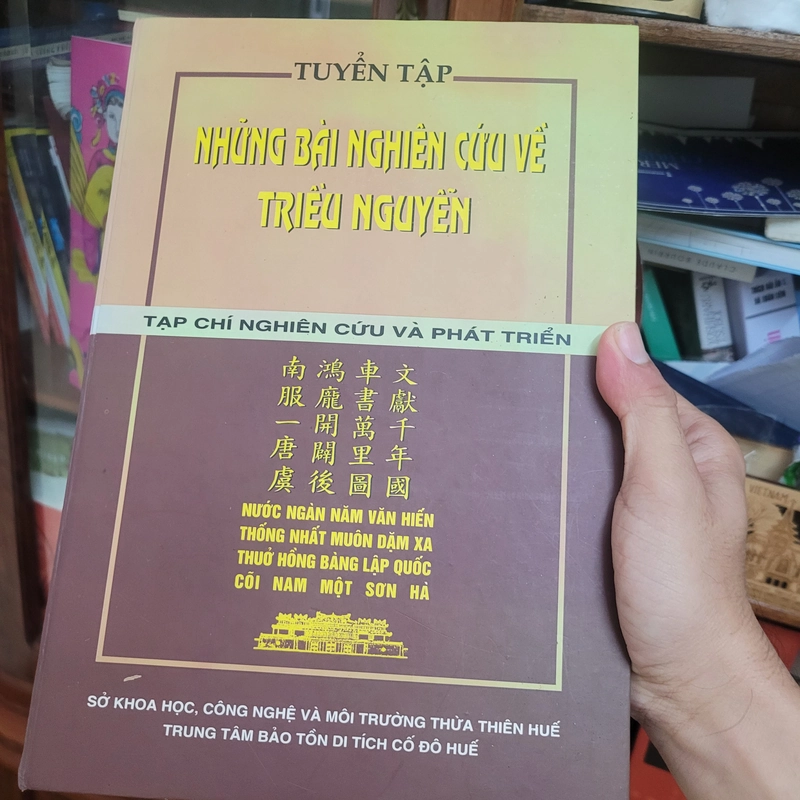 TUYỂN TẬP
NHỮNG BÀI NGHIÊN CỨU VỀ
TRIỀU NGUYỄN
TẠP CHÍ NGHIÊN CỨU VÀ PHÁT TRIỂN
文獻千年國
車書萬里圖
鴻龐開闢後
南服一唐虞
NƯỚC NGÀN NĂM VĂN HIẾN
THỐNG NHẤT MUÔN DẶM XA
THUỞ HỒNG BÀNG LẬP QUỐC
CÕI NAM MỘT SƠN HÀ
SỞ KHOA HỌC, CÔNG NGHỆ VÀ MÔI TRƯỜNG THỪA THIÊN HUẾ
TRUNG TÂM BẢO TỒN DI TÍCH CỐ ĐÔ HUẾ
VIETNAM